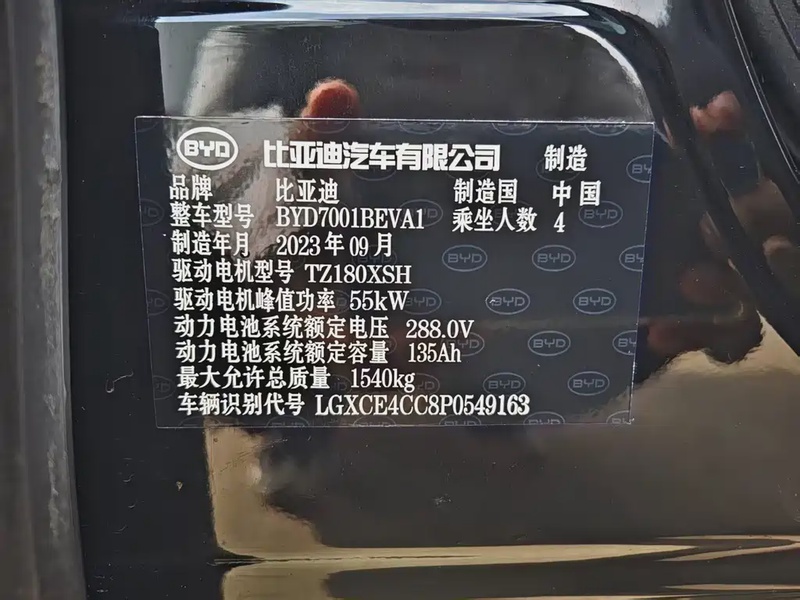 BYD 比亚迪汽车有限公司 制造
品牌 比亚迪 制造国 中国
整车型号 BYD7001BEVA1 乘坐人数 4
制造年月 2023年09月
驱动电机型号 TZ180XSH
驱动电机峰值功率 55kW
动力电池系统额定电压 288.0V
动力电池系统额定容量 135Ah
最大允许总质量 1540kg
车辆识别代号 LGXCE4CC8P0549163